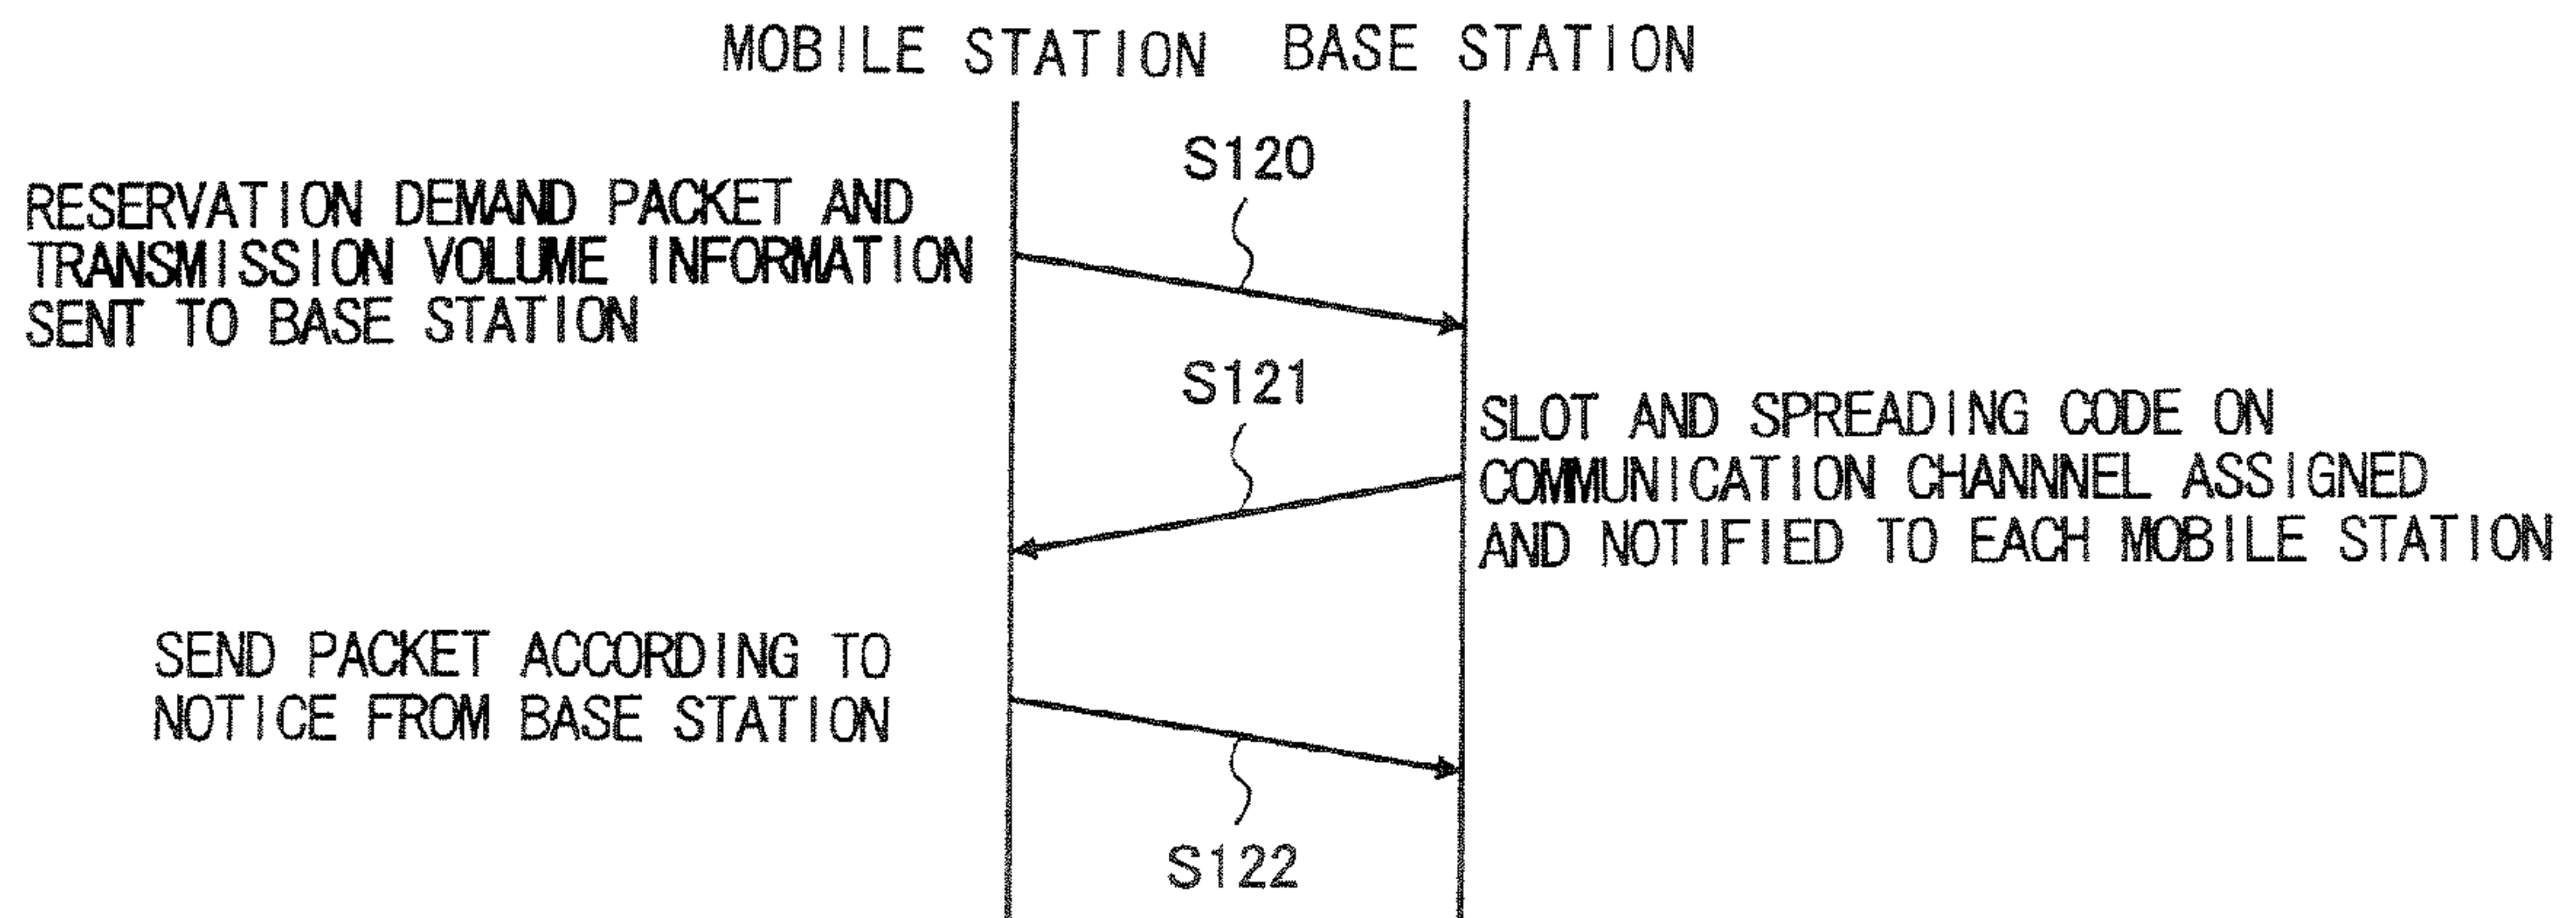 MOBILE STATION BASE STATION
S120
RESERVATION DEMAND PACKET AND
TRANSMISSION VOLUME INFORMATION
SENT TO BASE STATION
S121
SLOT AND SPREADING CODE ON
COMMUNICATION CHANNNEL ASSIGNED
AND NOTIFIED TO EACH MOBILE STATION
SEND PACKET ACCORDING TO
NOTICE FROM BASE STATION
S122